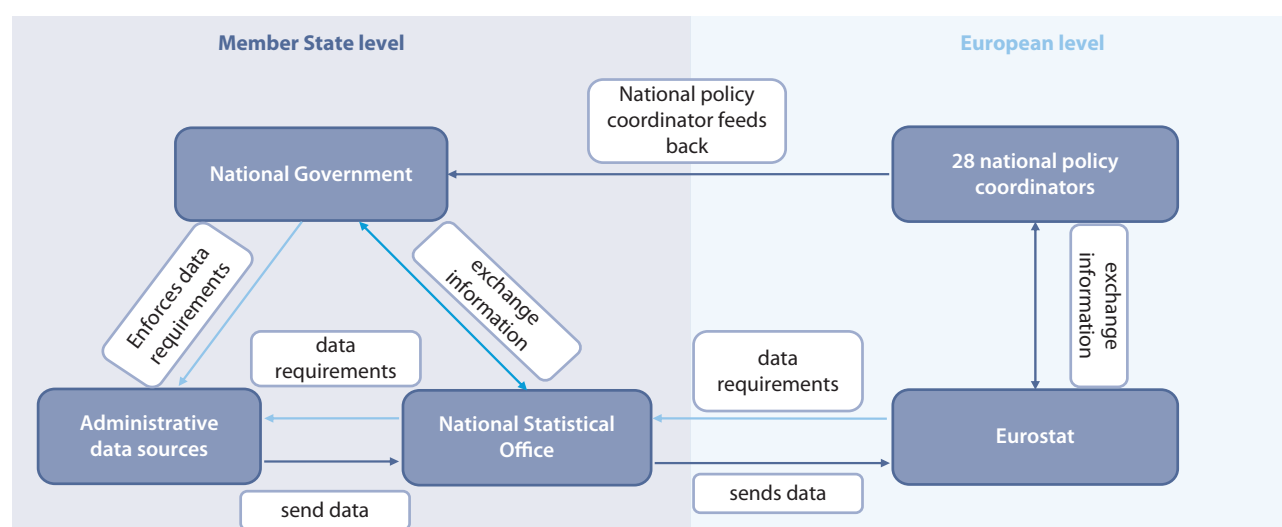 Member State level
European level
National policy
coordinator feeds
back
National Government
28 national policy
coordinators
Enforces data
requirements
exchange
information
exchange
information
data
requirements
data
requirements
Administrative
data sources
National Statistical
Office
Eurostat
send data
sends data